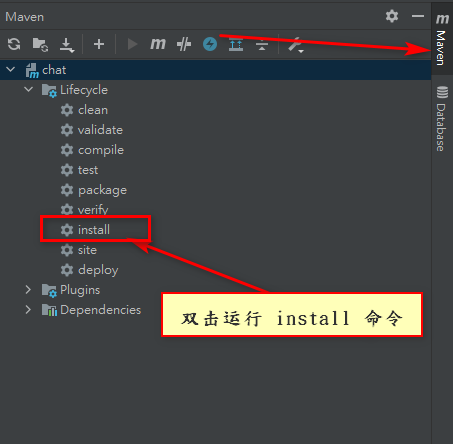 Maven
Maven
Database
chat
Lifecycle
clean
validate
compile
test
package
verify
install
site
deploy
Plugins
Dependencies
双击运行 install 命令